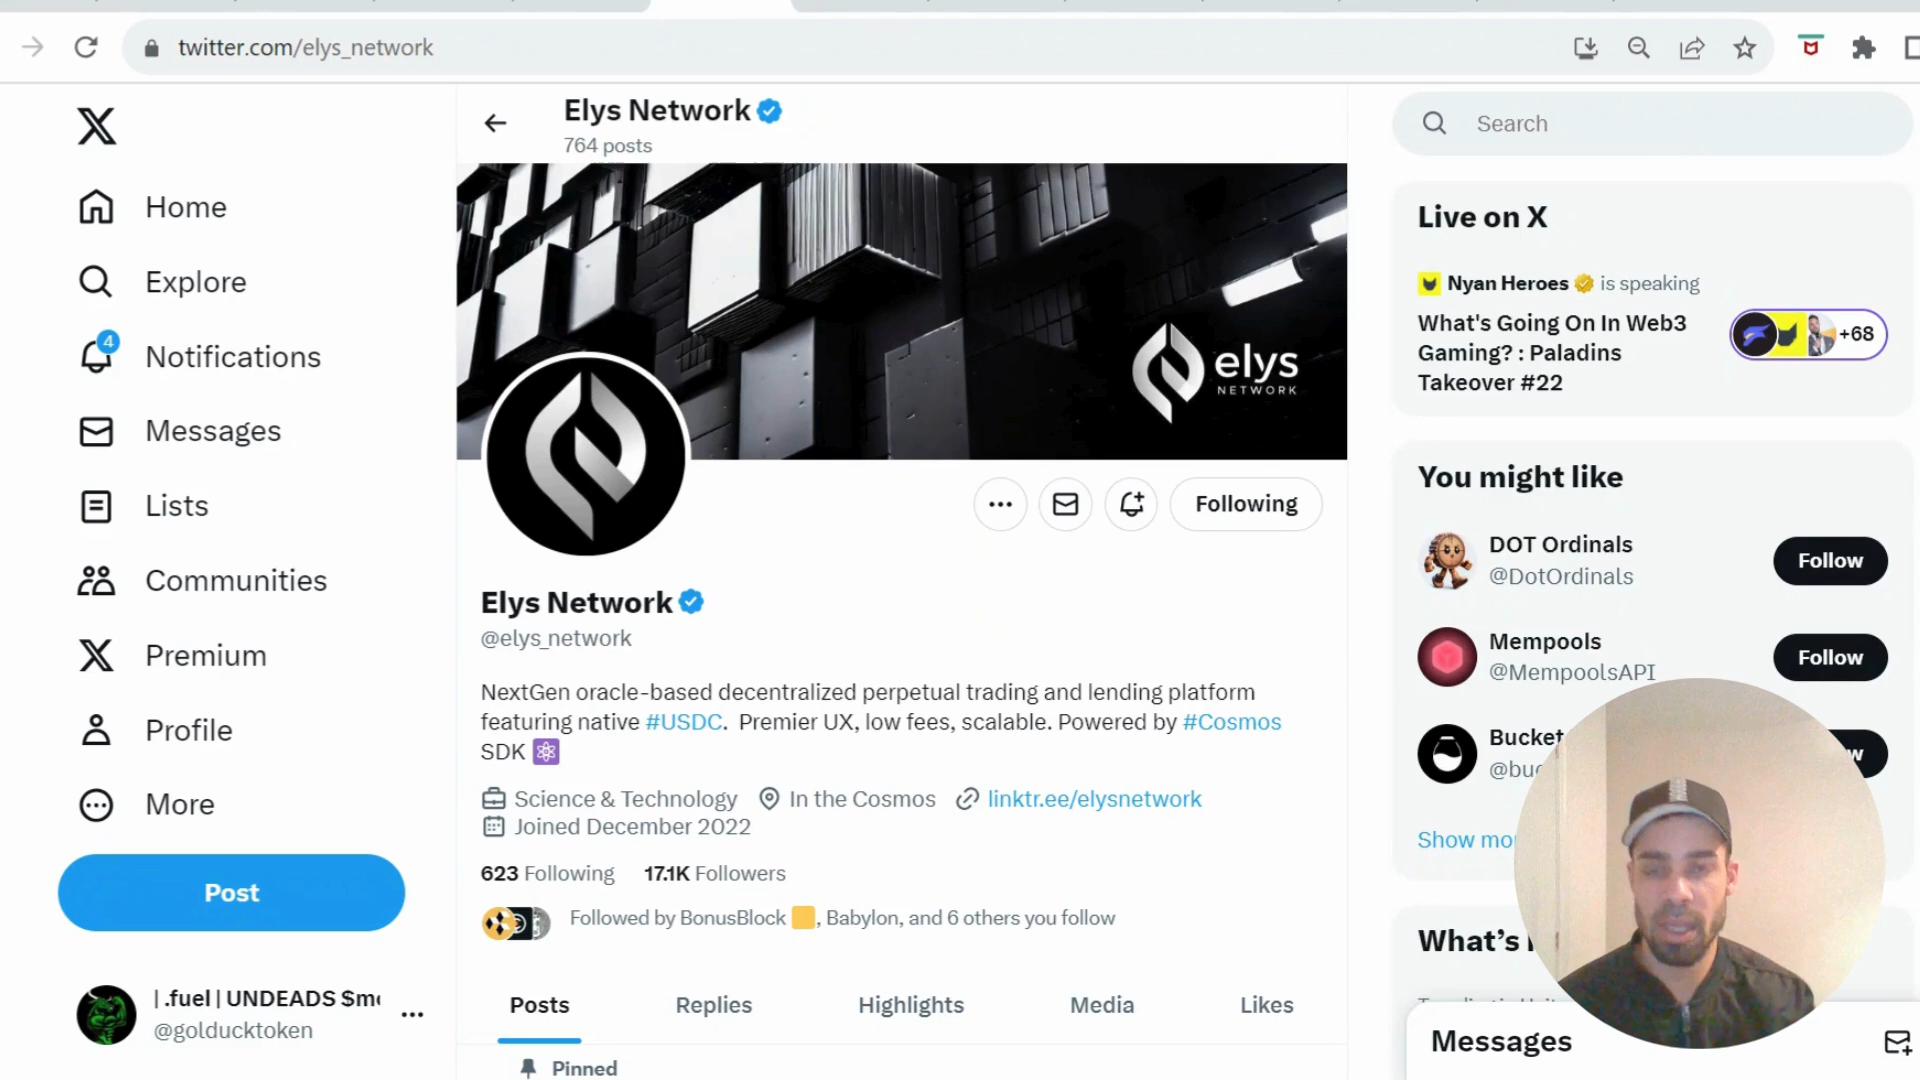 twitter.com/elys_network
Elys Network
764 posts
Search
Home
Explore
4
Notifications
Messages
Lists
Communities
Premium
Profile
More
Post
| .fuel | UNDEADS
@golducktoken
elys
NETWORK
Following
Elys Network
@elys_network
NextGen oracle-based decentralized perpetual trading and lending platform
featuring native #USDC. Premier UX, low fees, scalable. Powered by #Cosmos
SDK
Science & Technology In the Cosmos linktr.ee/elysnetwork
Joined December 2022
623 Following 17.1K Followers
Followed by BonusBlock , Babylon, and 6 others you follow
Posts Replies Highlights Media Likes
Pinned
Live on X
Nyan Heroes is speaking
What's Going On In Web3
Gaming? : Paladins
Takeover #22
+68
You might like
DOT Ordinals
@DotOrdinals
Follow
Mempools
@MempoolsAPI
Follow
Bucket
Show
What's
Messages